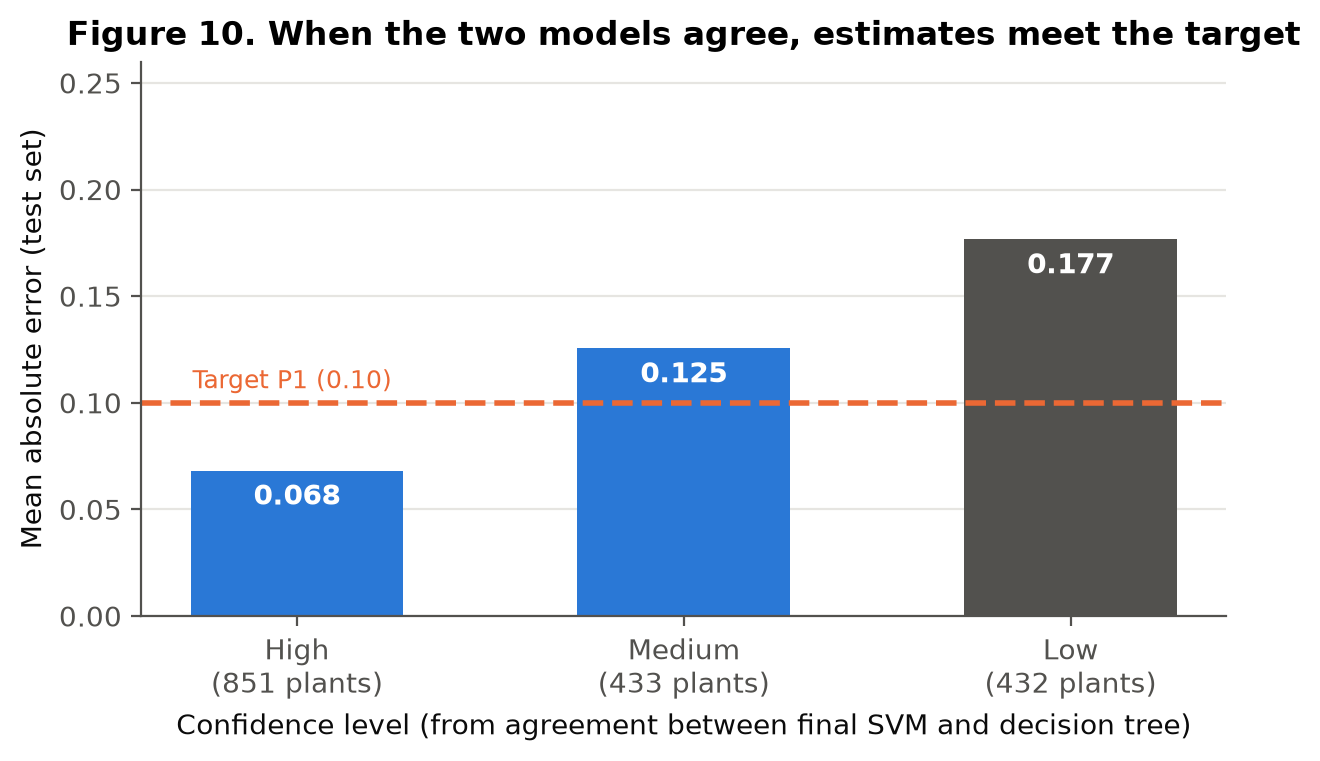 Figure 10. When the two models agree, estimates meet the target
Mean absolute error (test set)
0.25
0.20
0.15
0.10
0.05
0.00
Target P1 (0.10)
0.068
0.125
0.177
High
(851 plants)
Medium
(433 plants)
Low
(432 plants)
Confidence level (from agreement between final SVM and decision tree)